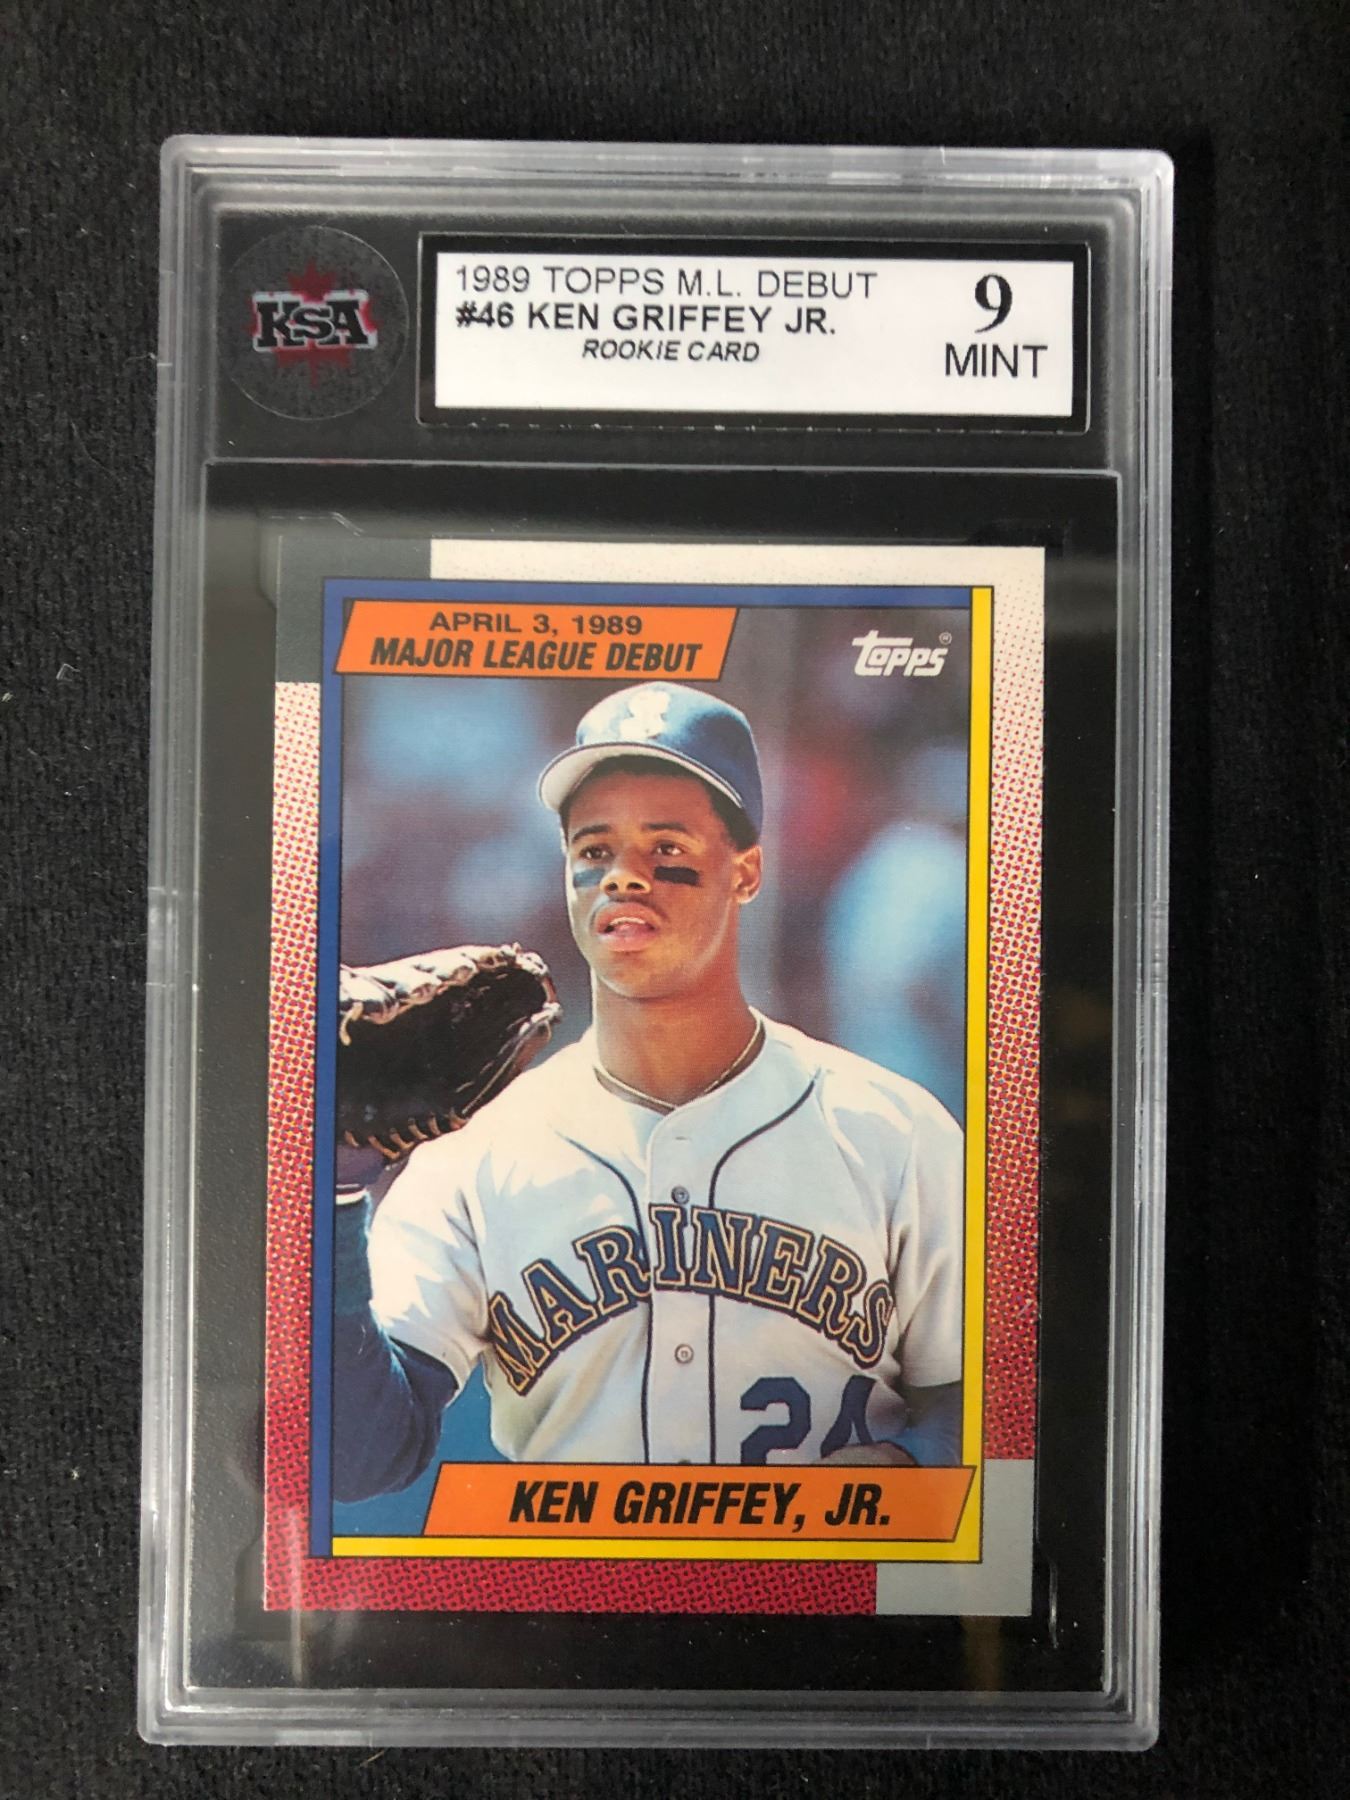 KSA
1989 TOPPS M.L. DEBUT
#46 KEN GRIFFEY JR.
ROOKIE CARD
9
MINT
APRIL 3, 1989
MAJOR LEAGUE DEBUT
TOPPS®
MARINERS
24
KEN GRIFFEY, JR.